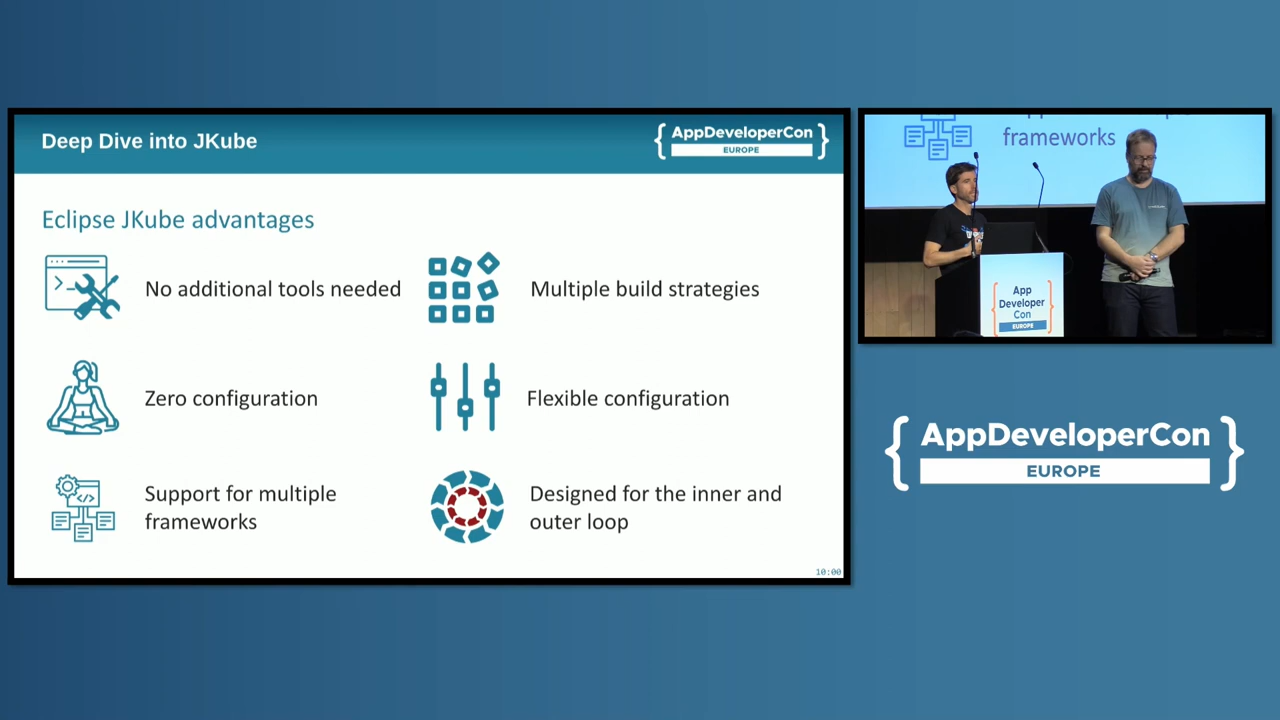 Deep Dive into JKube
{ AppDeveloperCon }
EUROPE
Eclipse JKube advantages
No additional tools needed
Multiple build strategies
Zero configuration
Flexible configuration
Support for multiple
frameworks
Designed for the inner and
outer loop
10:00
frameworks
App
Developer
Con
EUROPE
{ AppDeveloperCon }
EUROPE